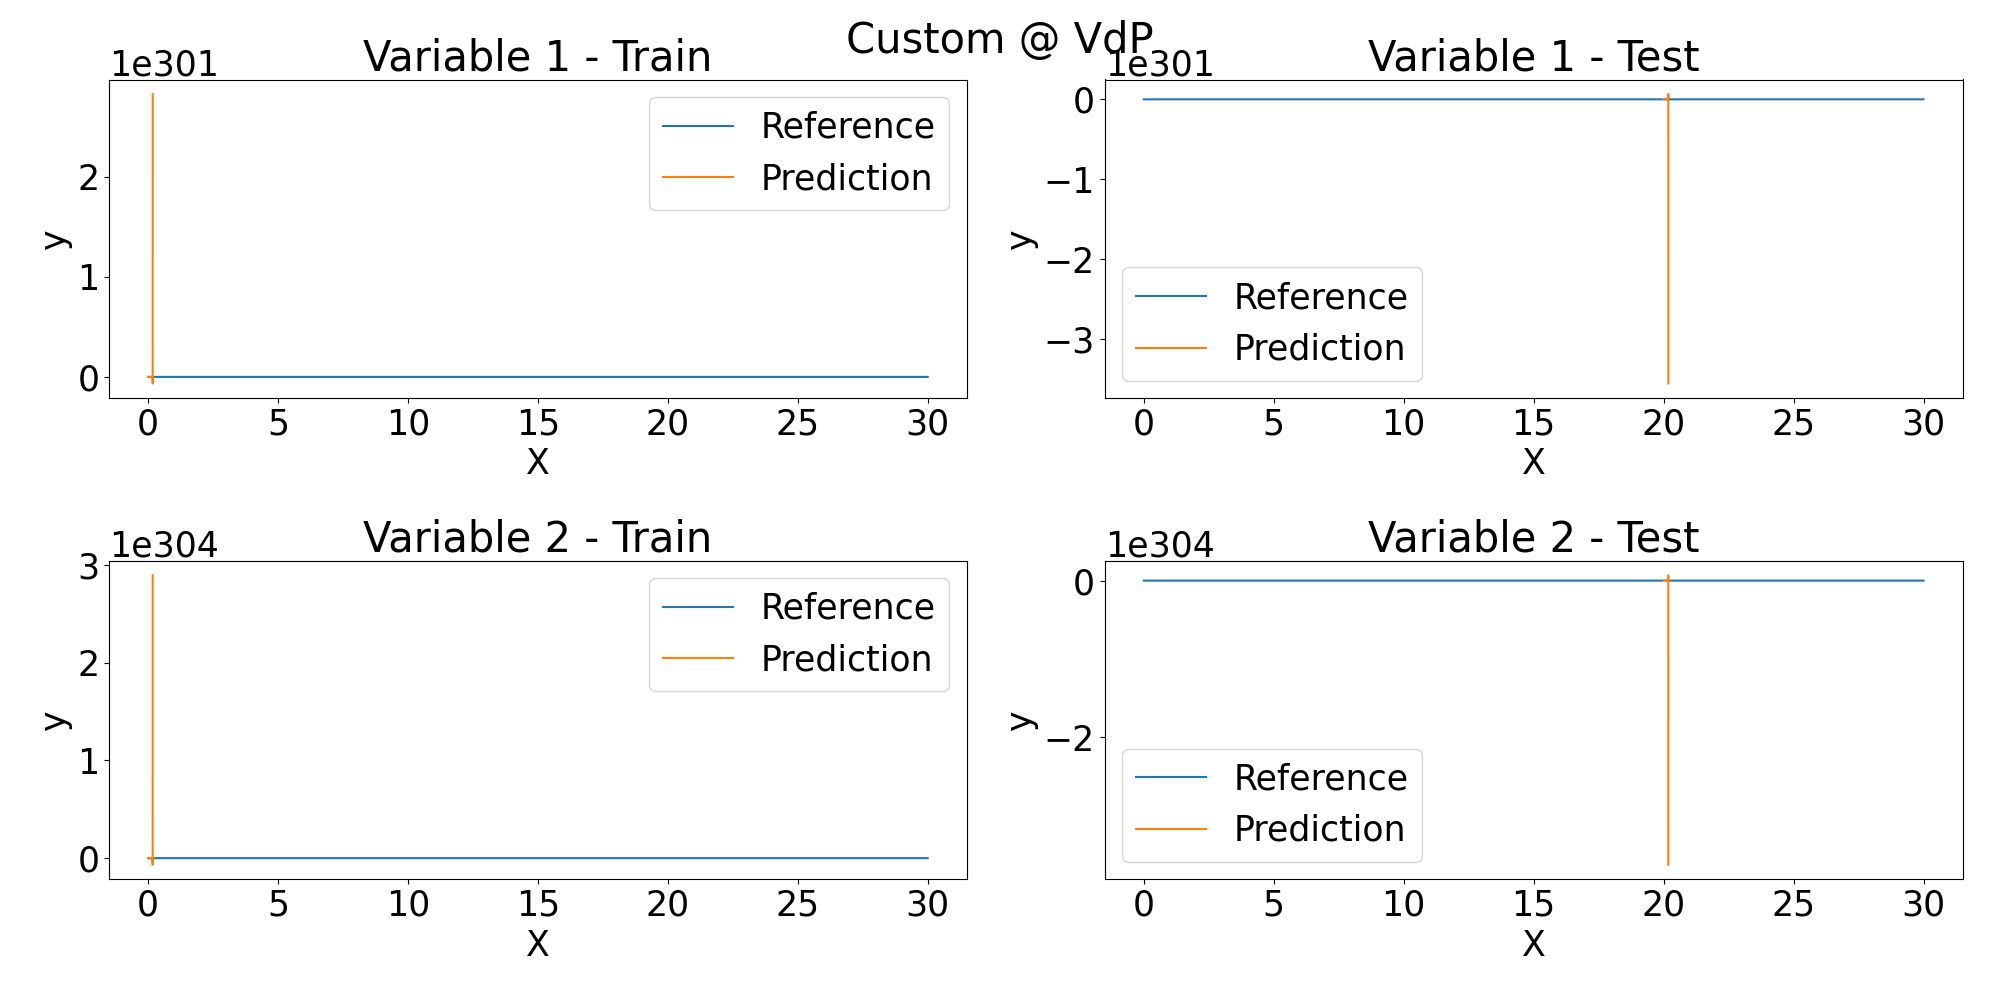 Custom @ VdP
Variable 1 - Train
1e301
2
1
0
y
0 5 10 15 20 25 30
X
Reference
Prediction
Variable 1 - Test
1e301
0
−1
−2
−3
y
0 5 10 15 20 25 30
X
Reference
Prediction
Variable 2 - Train
1e304
3
2
1
0
y
0 5 10 15 20 25 30
X
Reference
Prediction
Variable 2 - Test
1e304
0
−2
y
0 5 10 15 20 25 30
X
Reference
Prediction